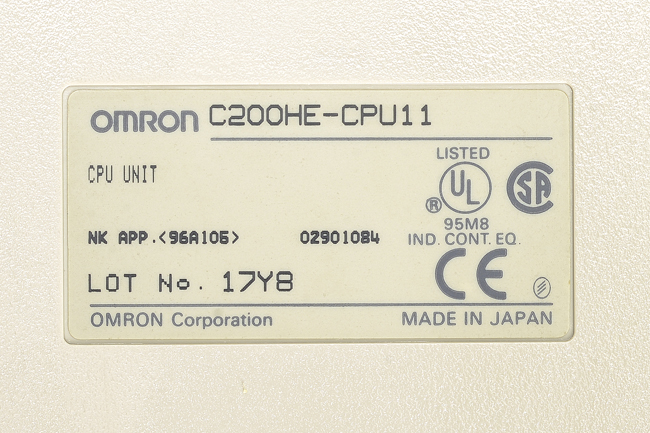 OMRON C200HE-CPU11
LISTED
CPU UNIT
UL
®
SA
95M8
NK APP.<96A105> 02901084 IND. CONT. EQ.
LOT No. 17Y8
CE
OMRON Corporation MADE IN JAPAN